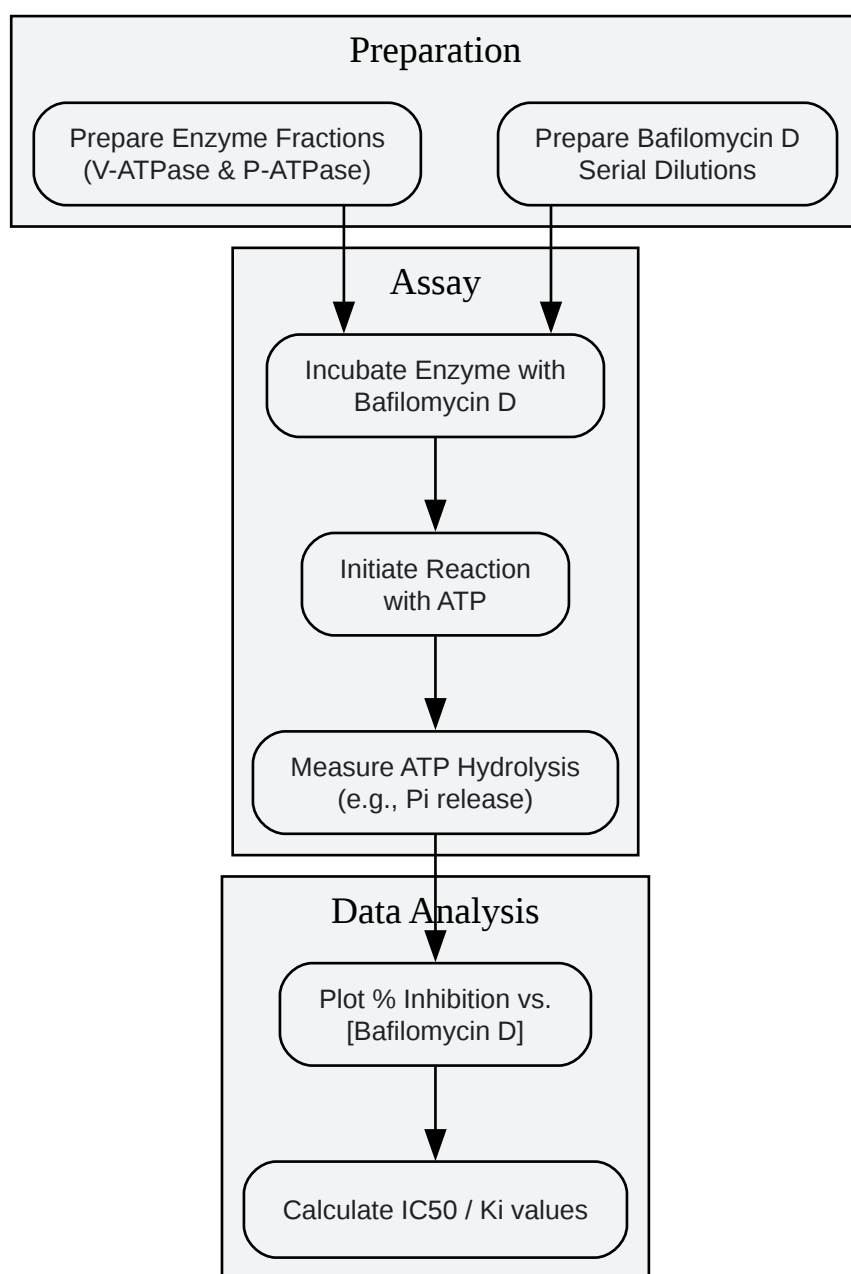 Preparation
Prepare Enzyme Fractions
(V-ATPase & P-ATPase)
Prepare Bafilomycin D
Serial Dilutions
Assay
Incubate Enzyme with
Bafilomycin D
Initiate Reaction
with ATP
Measure ATP Hydrolysis
(e.g., Pi release)
Data Analysis
Plot % Inhibition vs.
[Bafilomycin D]
Calculate IC50 / Ki values